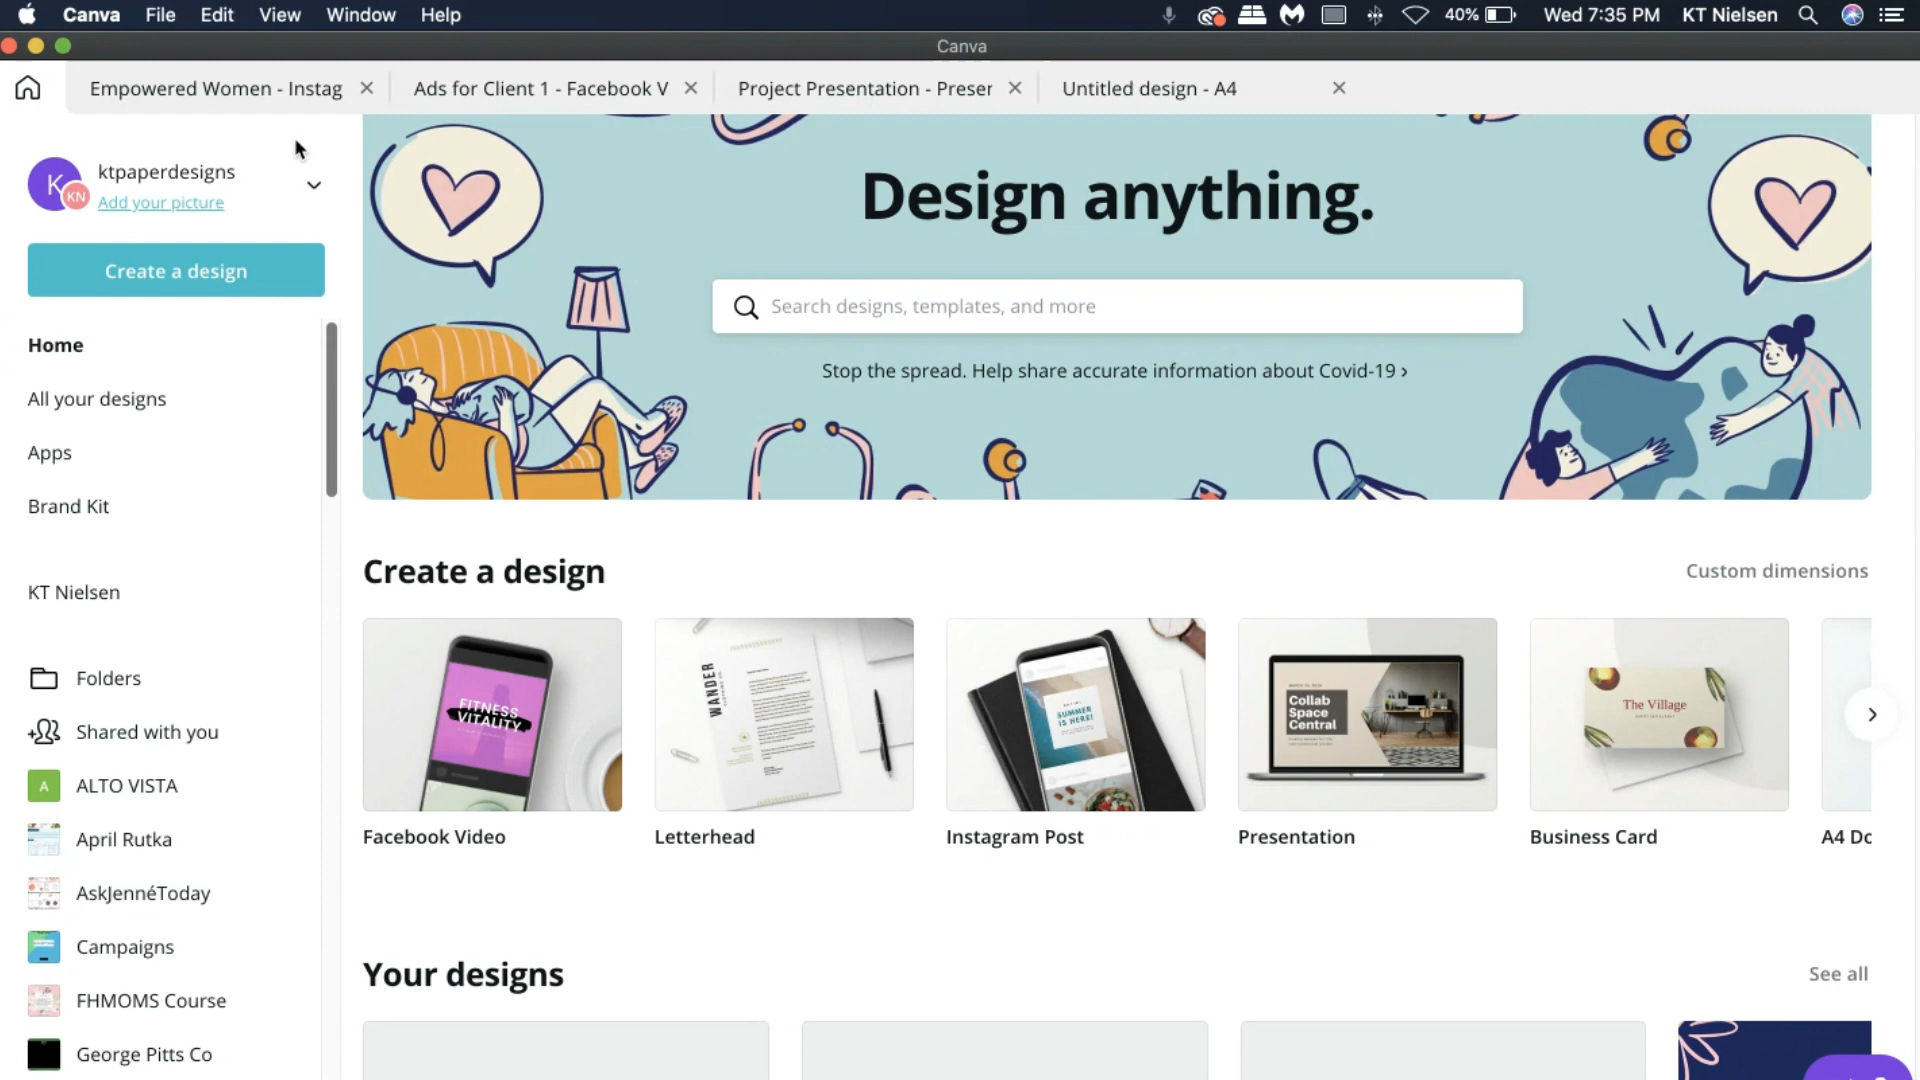 Canva File Edit View Window Help 40% Wed 7:35 PM KT Nielsen
Canva
Empowered Women - Instag Ads for Client 1 - Facebook V Project Presentation - Preser Untitled design - A4
K
KN
ktpaperdesigns
Add your picture
Create a design
Home
All your designs
Apps
Brand Kit
KT Nielsen
Folders
Shared with you
A ALTO VISTA
April Rutka
AskJennéToday
Campaigns
FHMOMS Course
George Pitts Co
Design anything.
Search designs, templates, and more
Stop the spread. Help share accurate information about Covid-19 ›
Create a design
Custom dimensions
FITNESS
VITALITY
WANDER
SUMMER
IS HERE!
Collab
Space
Central
The Village
Facebook Video
Letterhead
Instagram Post
Presentation
Business Card
A4 Dc
Your designs
See all